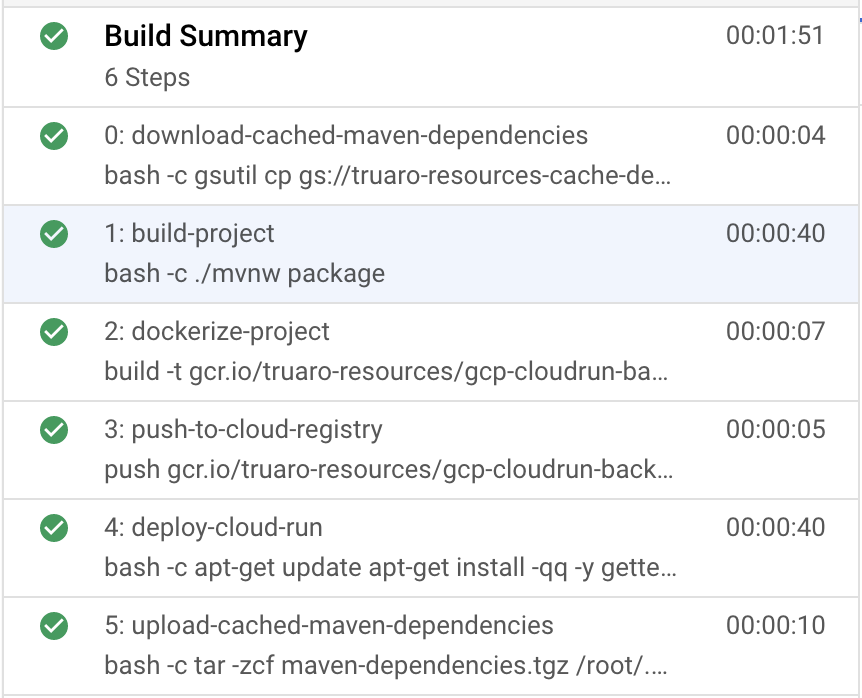 Build Summary 00:01:51
6 Steps
0: download-cached-maven-dependencies 00:00:04
bash -c gsutil cp gs://truaro-resources-cache-de...
1: build-project 00:00:40
bash -c ./mvnw package
2: dockerize-project 00:00:07
build -t gcr.io/truaro-resources/gcp-cloudrun-ba...
3: push-to-cloud-registry 00:00:05
push gcr.io/truaro-resources/gcp-cloudrun-back...
4: deploy-cloud-run 00:00:40
bash -c apt-get update apt-get install -qq -y gette...
5: upload-cached-maven-dependencies 00:00:10
bash -c tar -zcf maven-dependencies.tgz /root/....